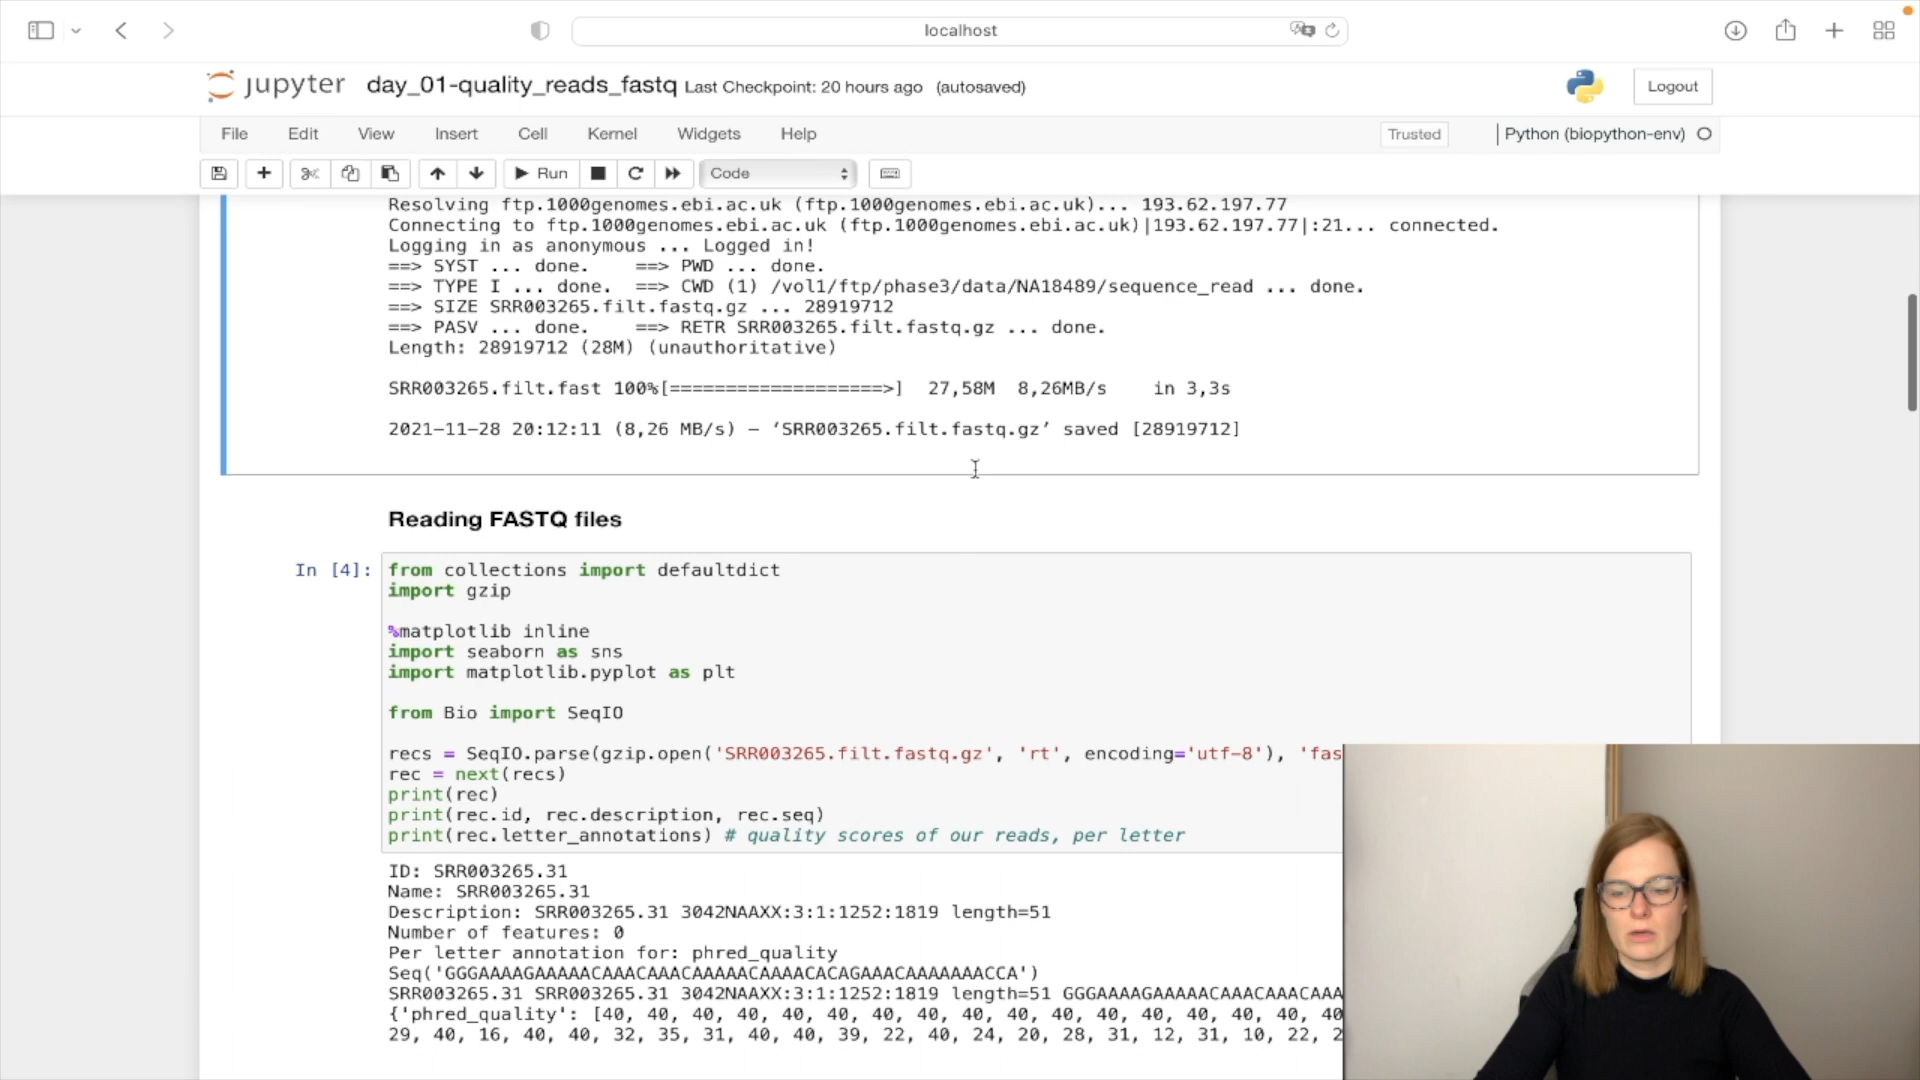 localhost
jupyter day_01-quality_reads_fastq Last Checkpoint: 20 hours ago (autosaved)
Logout
File Edit View Insert Cell Kernel Widgets Help
Trusted
Python (biopython-env)
Run
Code
Resolving ftp.1000genomes.ebi.ac.uk (ftp.1000genomes.ebi.ac.uk)... 193.62.197.77
Connecting to ftp.1000genomes.ebi.ac.uk (ftp.1000genomes.ebi.ac.uk)|193.62.197.77|:21... connected.
Logging in as anonymous ... Logged in!
==> SYST ... done.    ==> PWD ... done.
==> TYPE I ... done.  ==> CWD (1) /vol1/ftp/phase3/data/NA18489/sequence_read ... done.
==> SIZE SRR003265.filt.fastq.gz ... 28919712
==> PASV ... done.    ==> RETR SRR003265.filt.fastq.gz ... done.
Length: 28919712 (28M) (unauthoritative)
SRR003265.filt.fast 100%[===================>]  27,58M  8,26MB/s    in 3,3s
2021-11-28 20:12:11 (8,26 MB/s) – ‘SRR003265.filt.fastq.gz’ saved [28919712]
Reading FASTQ files
In [4]:
from collections import defaultdict
import gzip
%matplotlib inline
import seaborn as sns
import matplotlib.pyplot as plt
from Bio import SeqIO
recs = SeqIO.parse(gzip.open('SRR003265.filt.fastq.gz', 'rt', encoding='utf-8'), 'fas
rec = next(recs)
print(rec)
print(rec.id, rec.description, rec.seq)
print(rec.letter_annotations) # quality scores of our reads, per letter
ID: SRR003265.31
Name: SRR003265.31
Description: SRR003265.31 3042NAAXX:3:1:1252:1819 length=51
Number of features: 0
Per letter annotation for: phred_quality
Seq('GGGAAAAGAAAAACAAACAAACAAAAACAAAACACAGAAACAAAAAAACCA')
SRR003265.31 SRR003265.31 3042NAAXX:3:1:1252:1819 length=51 GGGAAAAGAAAAACAAACAAACAAA
{'phred_quality': [40, 40, 40, 40, 40, 40, 40, 40, 40, 40, 40, 40, 40, 40, 40, 40, 40
29, 40, 16, 40, 40, 32, 35, 31, 40, 40, 39, 22, 40, 24, 20, 28, 31, 12, 31, 10, 22, 2